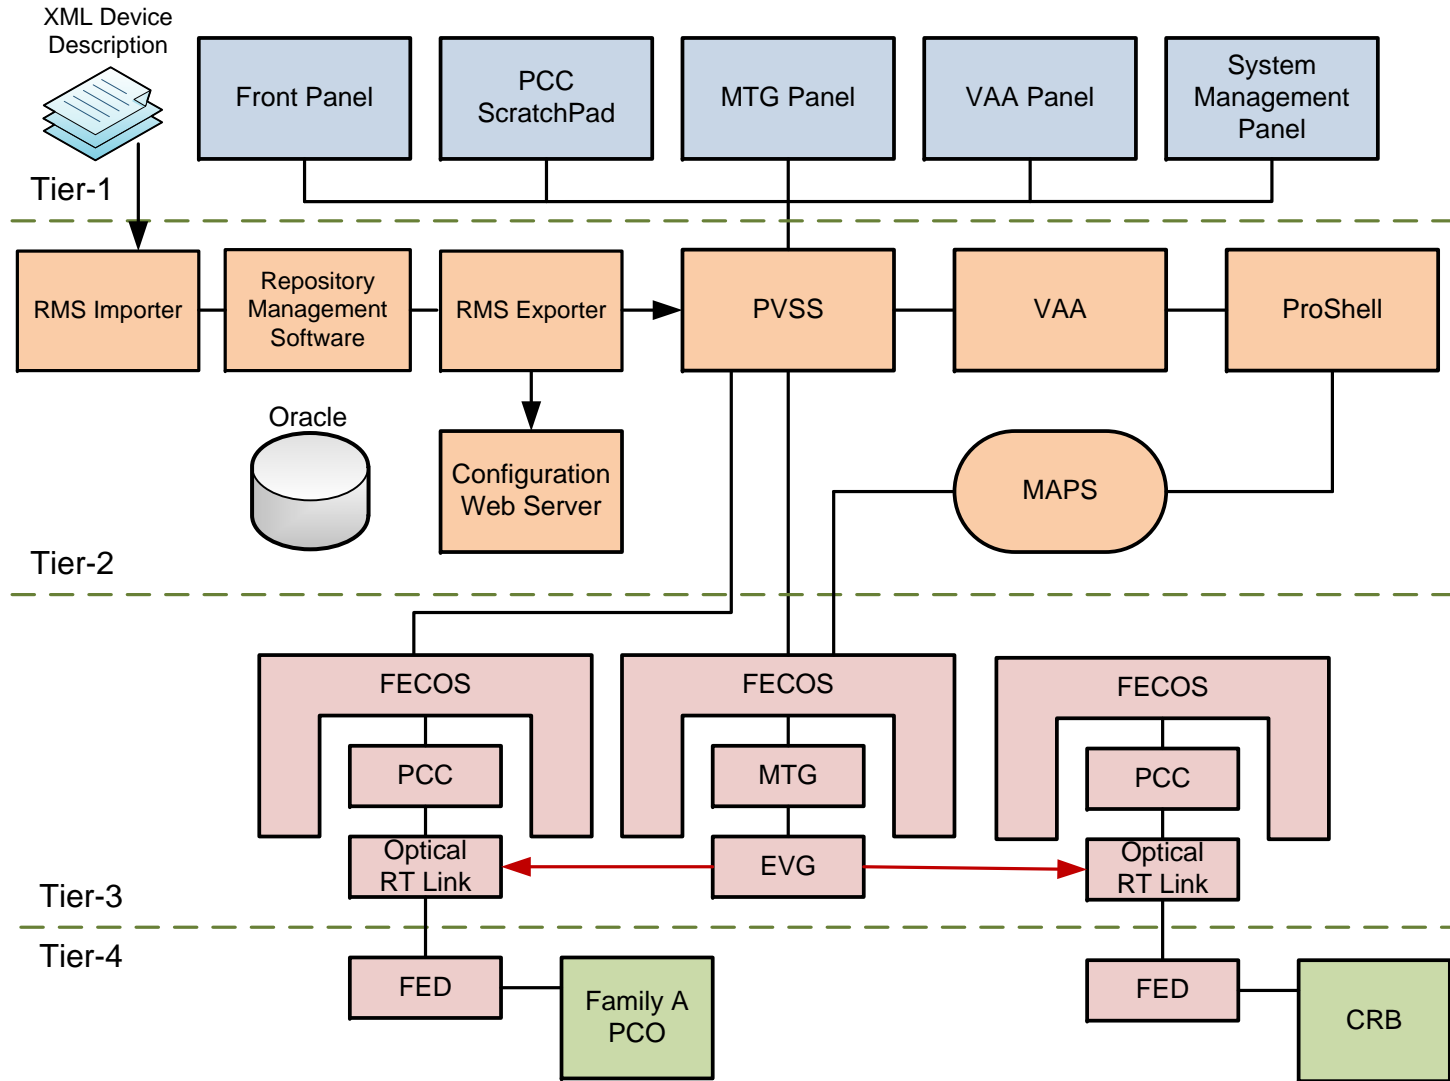 XML Device
Description
Front Panel
PCC
ScratchPad
MTG Panel
VAA Panel
System
Management
Panel
Tier-1
RMS Importer
Repository
Management
Software
RMS Exporter
PVSS
VAA
ProShell
Oracle
Configuration
Web Server
MAPS
Tier-2
FECOS
FECOS
FECOS
PCC
MTG
PCC
Optical
RT Link
EVG
Optical
RT Link
Tier-3
Tier-4
FED
Family A
PCO
FED
CRB